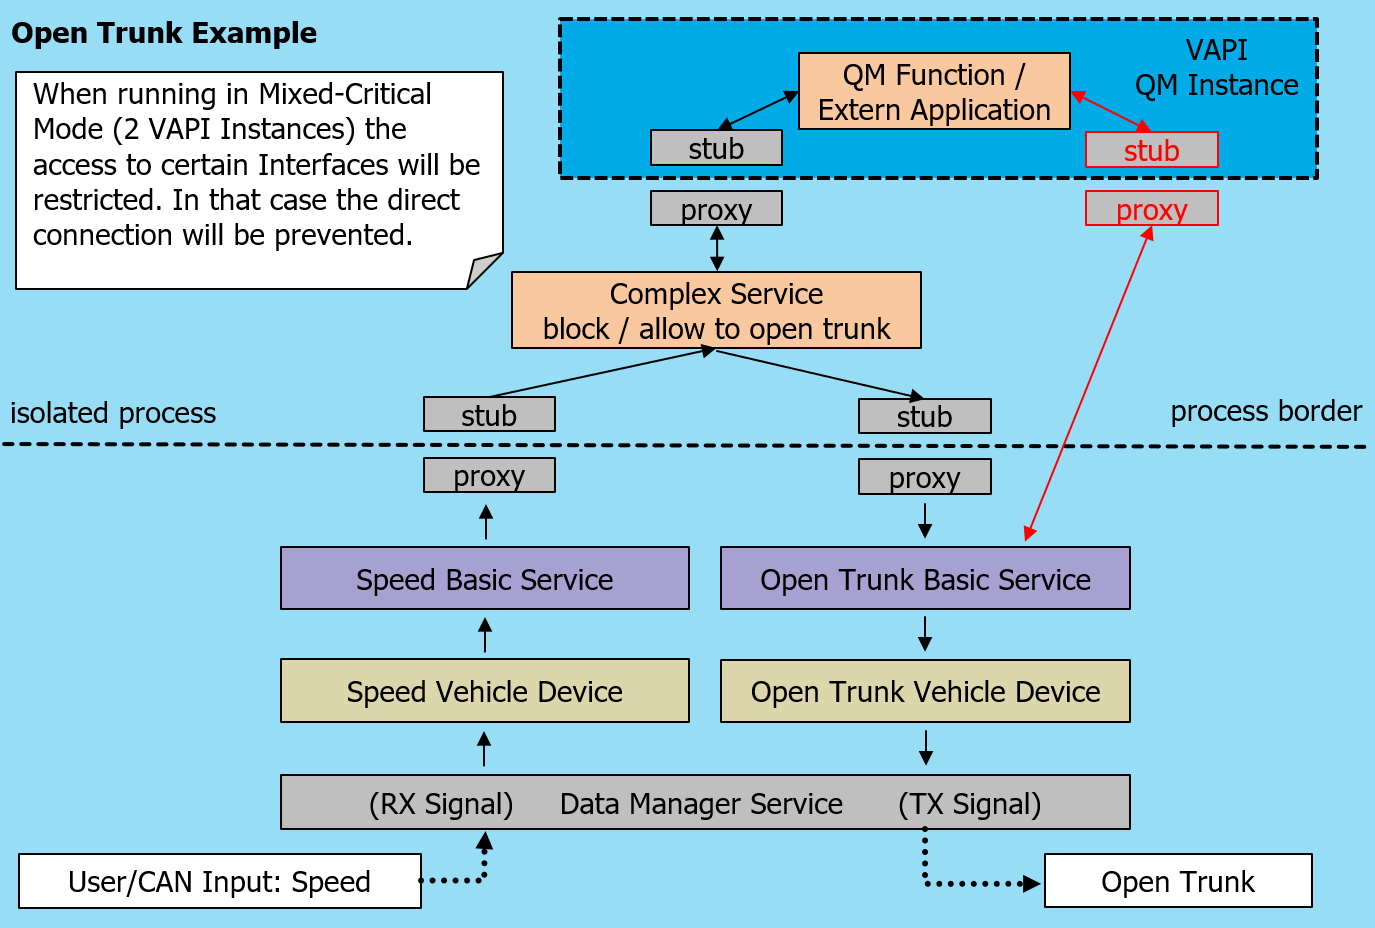 Open Trunk Example
When running in Mixed-Critical
Mode (2 VAPI Instances) the
access to certain Interfaces will be
restricted. In that case the direct
connection will be prevented.
VAPI
QM Instance
QM Function /
Extern Application
stub
stub
proxy
proxy
Complex Service
block / allow to open trunk
isolated process
process border
stub
stub
proxy
proxy
Speed Basic Service
Open Trunk Basic Service
Speed Vehicle Device
Open Trunk Vehicle Device
(RX Signal) Data Manager Service (TX Signal)
User/CAN Input: Speed
Open Trunk